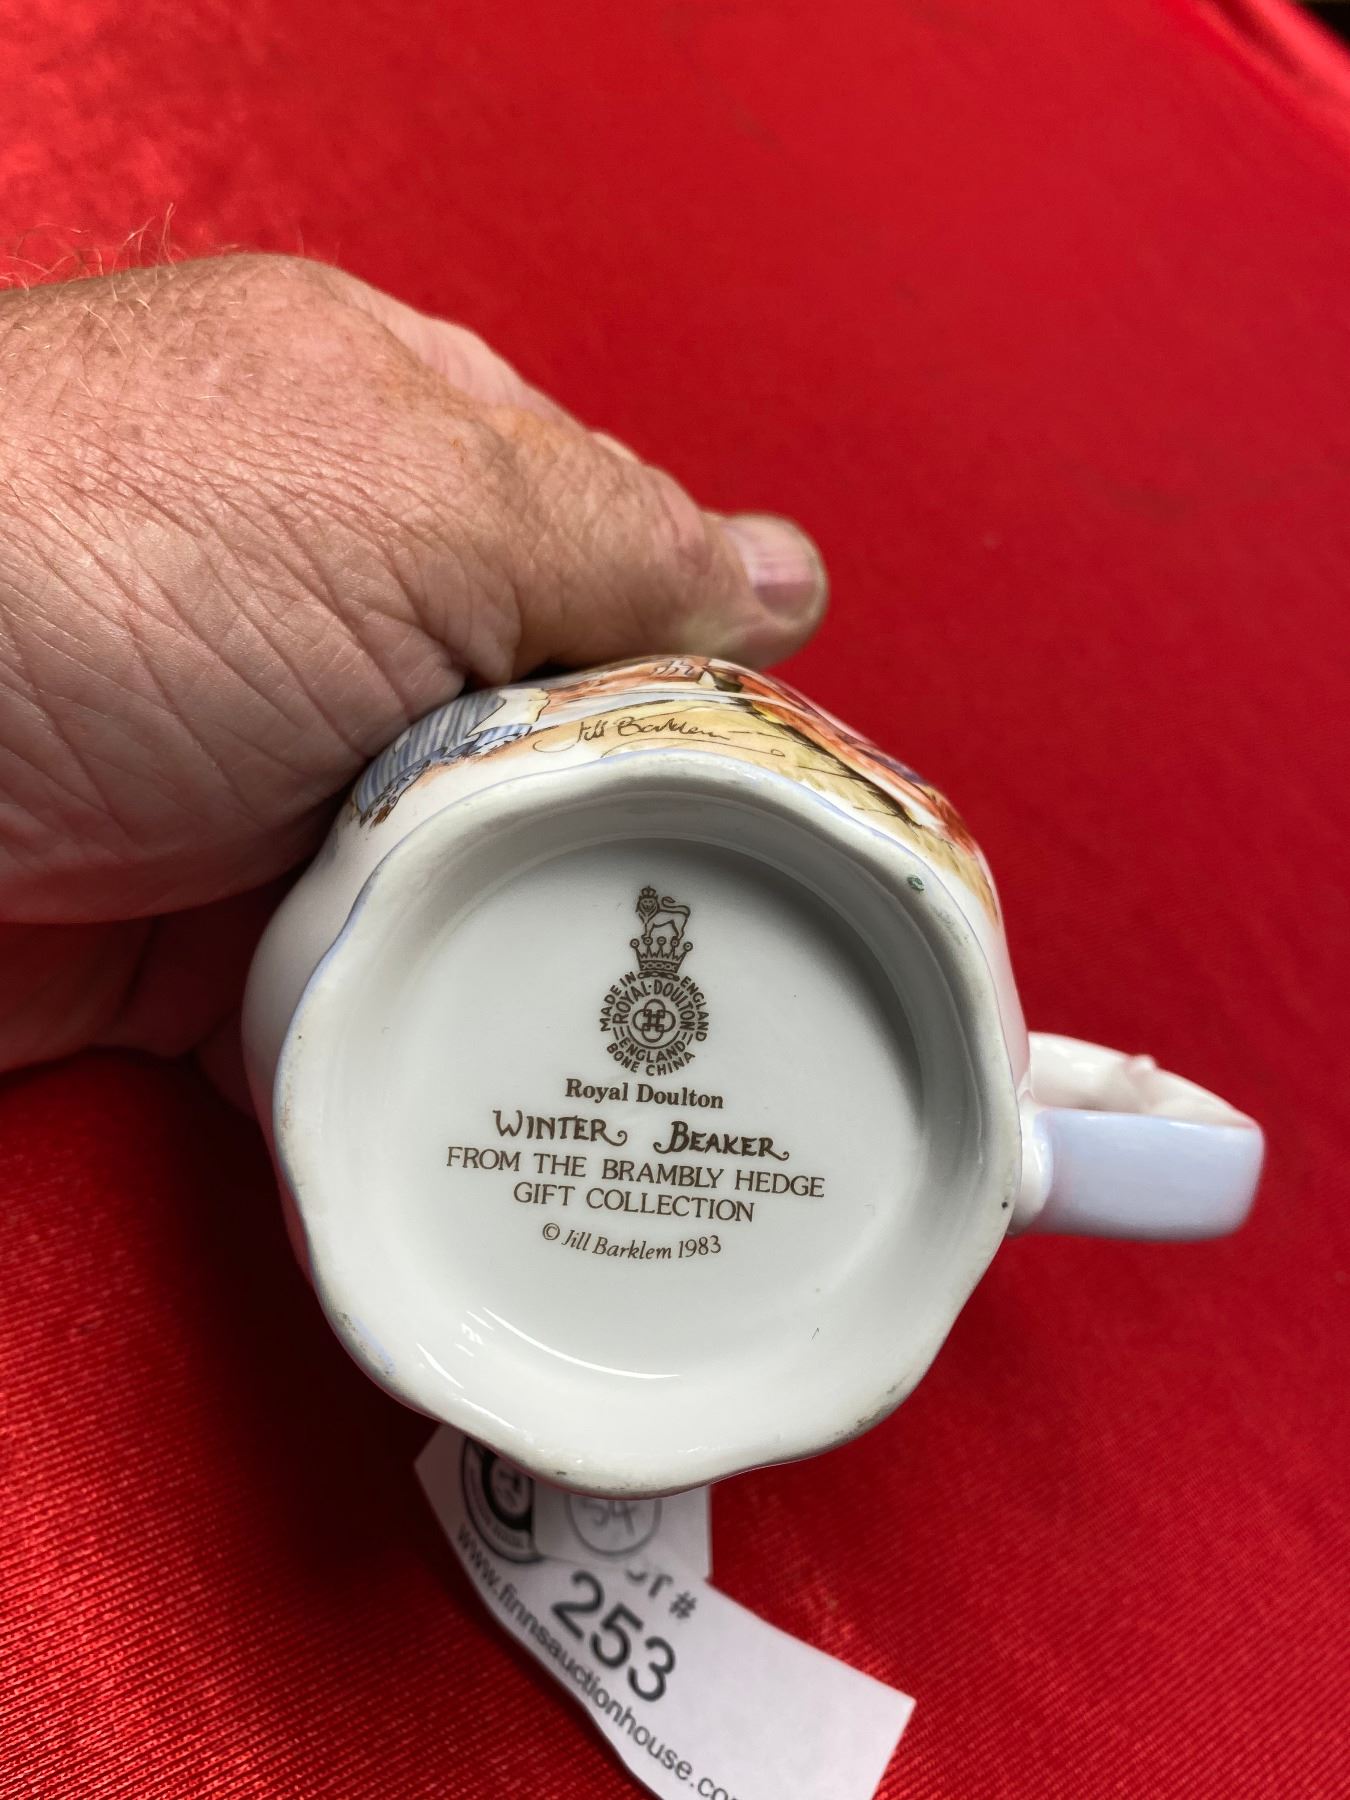 Jill Barklem
MADE IN ENGLAND
ROYAL·DOULTON
ENGLAND
BONE CHINA
Royal Doulton
WINTER BEAKER
FROM THE BRAMBLY HEDGE
GIFT COLLECTION
© Jill Barklem 1983
#
253
www.finnsauctionhouse.co